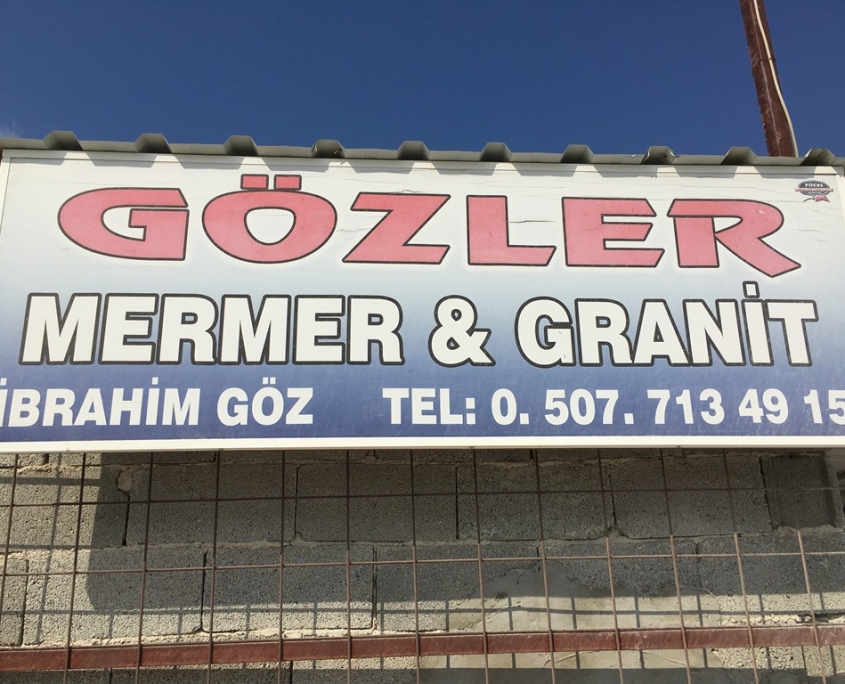 GÖZLER
MERMER & GRANİT
İBRAHİM GÖZ TEL: 0. 507. 713 49 15